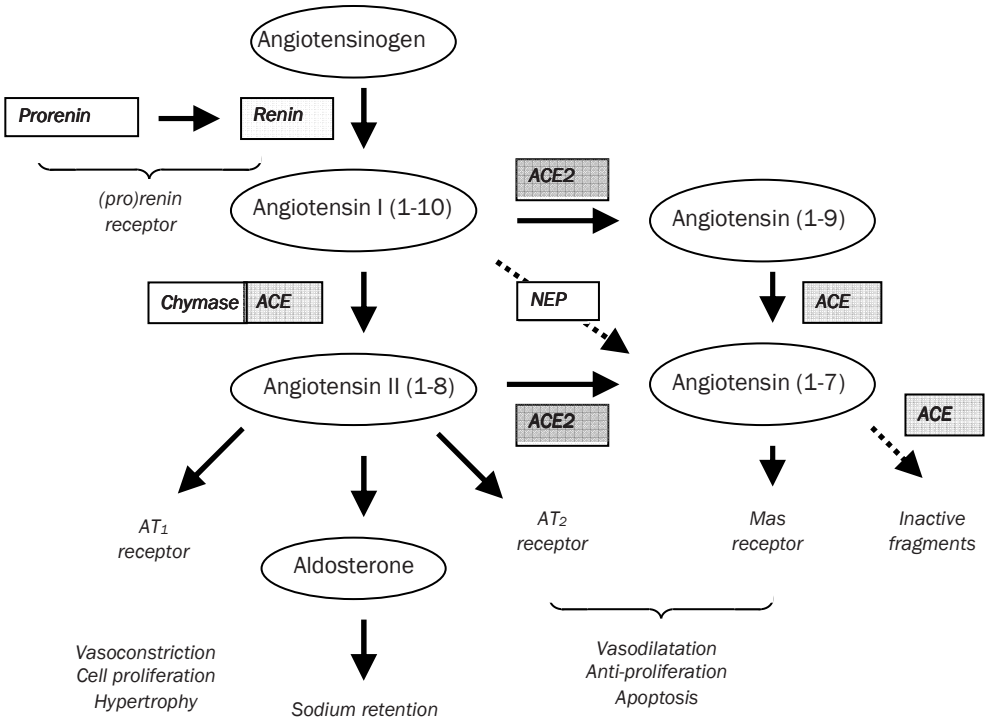 Angiotensinogen
Prorenin
Renin
(pro)renin
receptor
Angiotensin I (1-10)
ACE2
Angiotensin (1-9)
Chymase
ACE
NEP
ACE
Angiotensin II (1-8)
ACE2
Angiotensin (1-7)
ACE
AT₁
receptor
AT₂
receptor
Mas
receptor
Inactive
fragments
Aldosterone
Vasoconstriction
Cell proliferation
Hypertrophy
Sodium retention
Vasodilatation
Anti-proliferation
Apoptosis